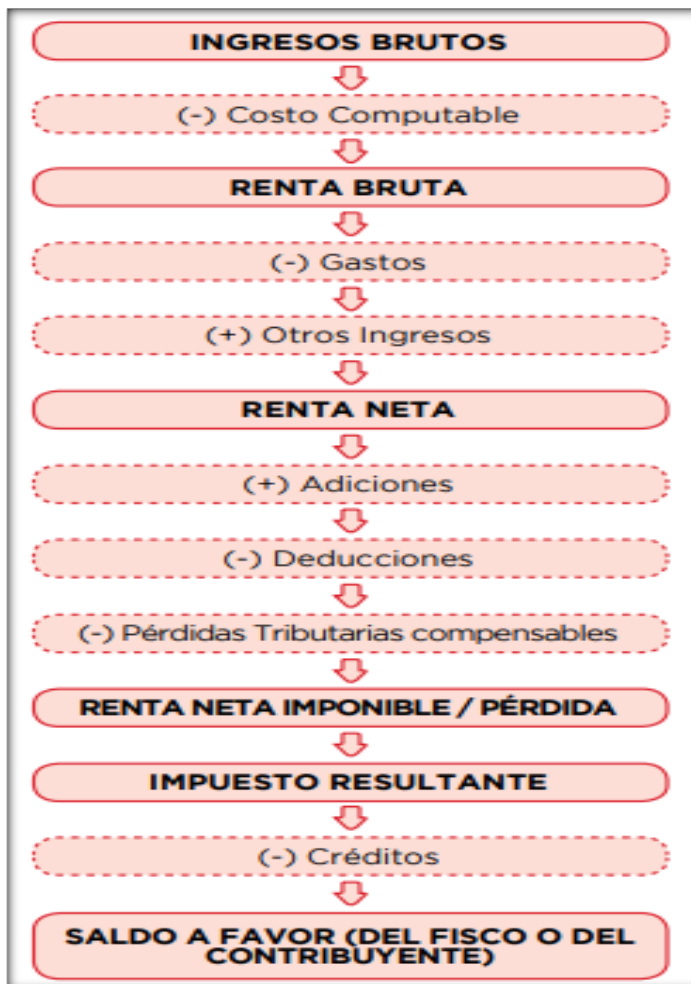 INGRESOS BRUTOS
(-) Costo Computable
RENTA BRUTA
(-) Gastos
(+) Otros Ingresos
RENTA NETA
(+) Adiciones
(-) Deducciones
(-) Pérdidas Tributarias compensables
RENTA NETA IMPONIBLE / PÉRDIDA
IMPUESTO RESULTANTE
(-) Créditos
SALDO A FAVOR (DEL FISCO O DEL
CONTRIBUYENTE)